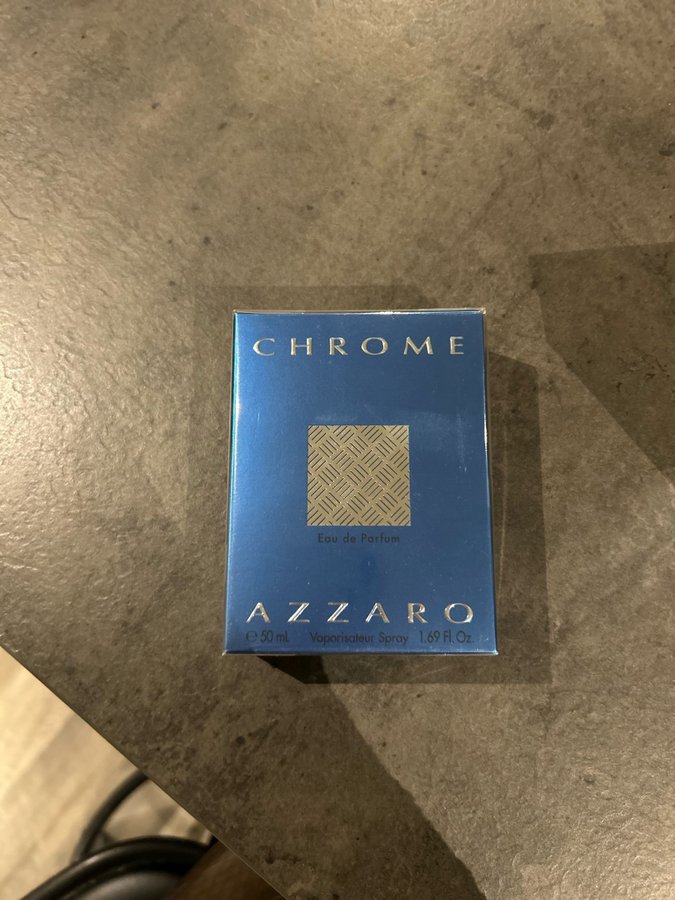 CHROME
Eau de Parfum
AZZARO
℮ 50 mL Vaporisateur Spray 1.69 Fl. Oz.